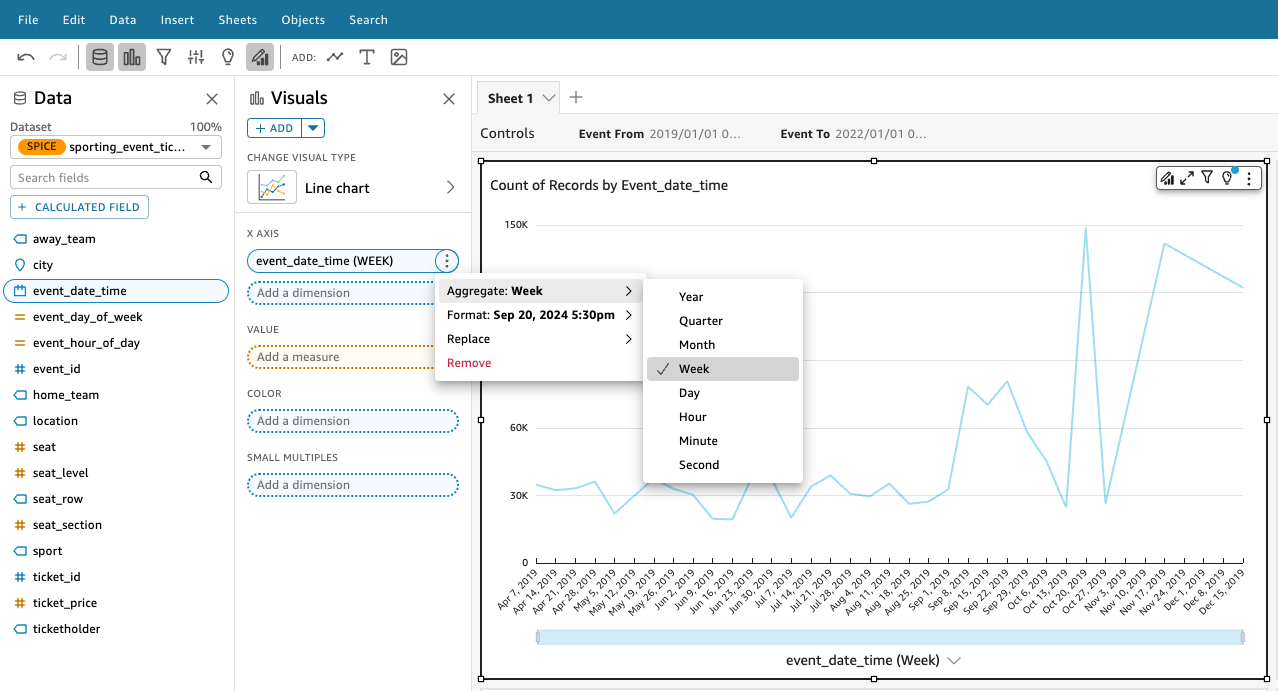 File Edit Data Insert Sheets Objects Search
ADD:
Data
Dataset 100%
SPICE sporting_event_tic...
Search fields
+ CALCULATED FIELD
away_team
city
event_date_time
event_day_of_week
event_hour_of_day
event_id
home_team
location
seat
seat_level
seat_row
seat_section
sport
ticket_id
ticket_price
ticketholder
Visuals
+ ADD
CHANGE VISUAL TYPE
Line chart
X AXIS
event_date_time (WEEK)
Add a dimension
VALUE
Add a measure
COLOR
Add a dimension
SMALL MULTIPLES
Add a dimension
Aggregate: Week
Format: Sep 20, 2024 5:30pm
Replace
Remove
Year
Quarter
Month
Week
Day
Hour
Minute
Second
Sheet 1
Controls Event From 2019/01/01 0... Event To 2022/01/01 0...
Count of Records by Event_date_time
150K
60K
30K
0
Apr 7, 2019
Apr 14, 2019
Apr 21, 2019
Apr 28, 2019
May 5, 2019
May 12, 2019
May 19, 2019
May 26, 2019
Jun 2, 2019
Jun 9, 2019
Jun 16, 2019
Jun 23, 2019
Jun 30, 2019
Jul 7, 2019
Jul 14, 2019
Jul 21, 2019
Jul 28, 2019
Aug 4, 2019
Aug 11, 2019
Aug 18, 2019
Aug 25, 2019
Sep 1, 2019
Sep 8, 2019
Sep 15, 2019
Sep 22, 2019
Sep 29, 2019
Oct 6, 2019
Oct 13, 2019
Oct 20, 2019
Oct 27, 2019
Nov 3, 2019
Nov 10, 2019
Nov 17, 2019
Nov 24, 2019
Dec 1, 2019
Dec 8, 2019
Dec 15, 2019
event_date_time (Week)